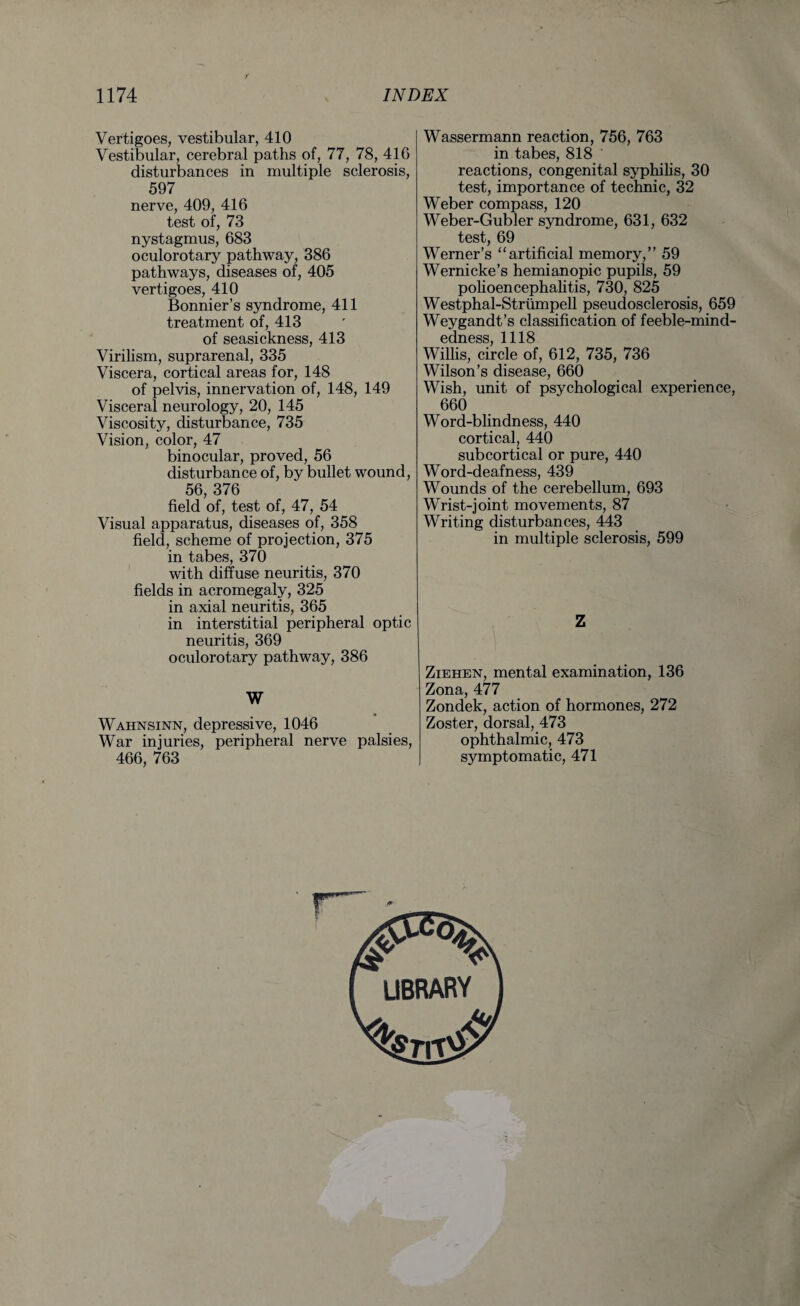 1174 INDEX
Vertigoes, vestibular, 410
Vestibular, cerebral paths of, 77, 78, 416
disturbances in multiple sclerosis,
597
nerve, 409, 416
test of, 73
nystagmus, 683
oculorotary pathway, 386
pathways, diseases of, 405
vertigoes, 410
Bonnier’s syndrome, 411
treatment of, 413
of seasickness, 413
Virilism, suprarenal, 335
Viscera, cortical areas for, 148
of pelvis, innervation of, 148, 149
Visceral neurology, 20, 145
Viscosity, disturbance, 735
Vision, color, 47
binocular, proved, 56
disturbance of, by bullet wound,
56, 376
field of, test of, 47, 54
Visual apparatus, diseases of, 358
field, scheme of projection, 375
in tabes, 370
with diffuse neuritis, 370
fields in acromegaly, 325
in axial neuritis, 365
in interstitial peripheral optic
neuritis, 369
oculorotary pathway, 386
W
WAHNSINN, depressive, 1046
War injuries, peripheral nerve palsies,
466, 763
Wassermann reaction, 756, 763
in tabes, 818
reactions, congenital syphilis, 30
test, importance of technic, 32
Weber compass, 120
Weber-Gubler syndrome, 631, 632
test, 69
Werner’s “artificial memory,” 59
Wernicke’s hemianopic pupils, 59
polioencephalitis, 730, 825
Westphal-Strümpell pseudosclerosis, 659
Weygandt’s classification of feeble-mind-
edness, 1118
Willis, circle of, 612, 735, 736
Wilson’s disease, 660
Wish, unit of psychological experience,
660
Word-blindness, 440
cortical, 440
subcortical or pure, 440
Word-deafness, 439
Wounds of the cerebellum, 693
Wrist-joint movements, 87
Writing disturbances, 443
in multiple sclerosis, 599
Z
ZIEHEN, mental examination, 136
Zona, 477
Zondek, action of hormones, 272
Zoster, dorsal, 473
ophthalmic, 473
symptomatic, 471
WELLCOME
LIBRARY
INSTITUTE